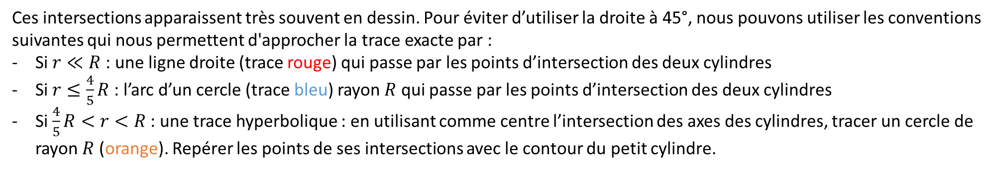 Ces intersections apparaissent très souvent en dessin. Pour éviter d’utiliser la droite à 45°, nous pouvons utiliser les conventions
suivantes qui nous permettent d'approcher la trace exacte par :
- Si r ≪ R : une ligne droite (trace rouge) qui passe par les points d’intersection des deux cylindres
- Si r ≤ 4/5 R : l’arc d’un cercle (trace bleu) rayon R qui passe par les points d’intersection des deux cylindres
- Si 4/5 R < r < R : une trace hyperbolique : en utilisant comme centre l’intersection des axes des cylindres, tracer un cercle de
rayon R (orange). Repérer les points de ses intersections avec le contour du petit cylindre.